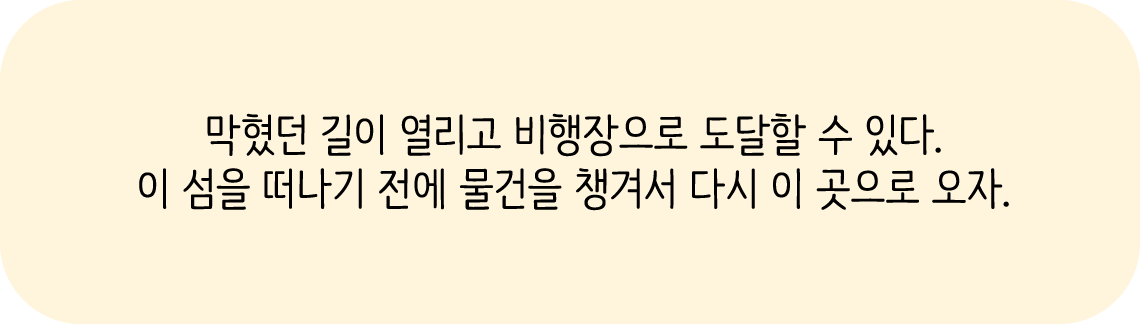 막혔던 길이 열리고 비행장으로 도달할 수 있다.
이 섬을 떠나기 전에 물건을 챙겨서 다시 이 곳으로 오자.